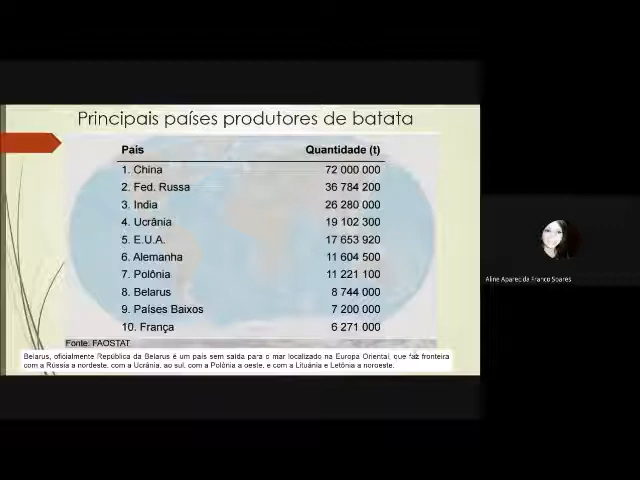 Principais países produtores de batata
País Quantidade (t)
1. China 72 000 000
2. Fed. Russa 36 784 200
3. India 26 280 000
4. Ucrânia 19 102 300
5. E.U.A. 17 653 920
6. Alemanha 11 604 500
7. Polônia 11 221 100
8. Belarus 8 744 000
9. Países Baixos 7 200 000
10. França 6 271 000
Fonte: FAOSTAT
Belarus, oficialmente República da Belarus é um país sem saída para o mar localizado na Europa Oriental, que faz fronteira
com a Rússia a nordeste, com a Ucrânia, ao sul, com a Polônia a oeste, e com a Lituânia e Letônia a noroeste.
Aline Aparecida Franco Soares